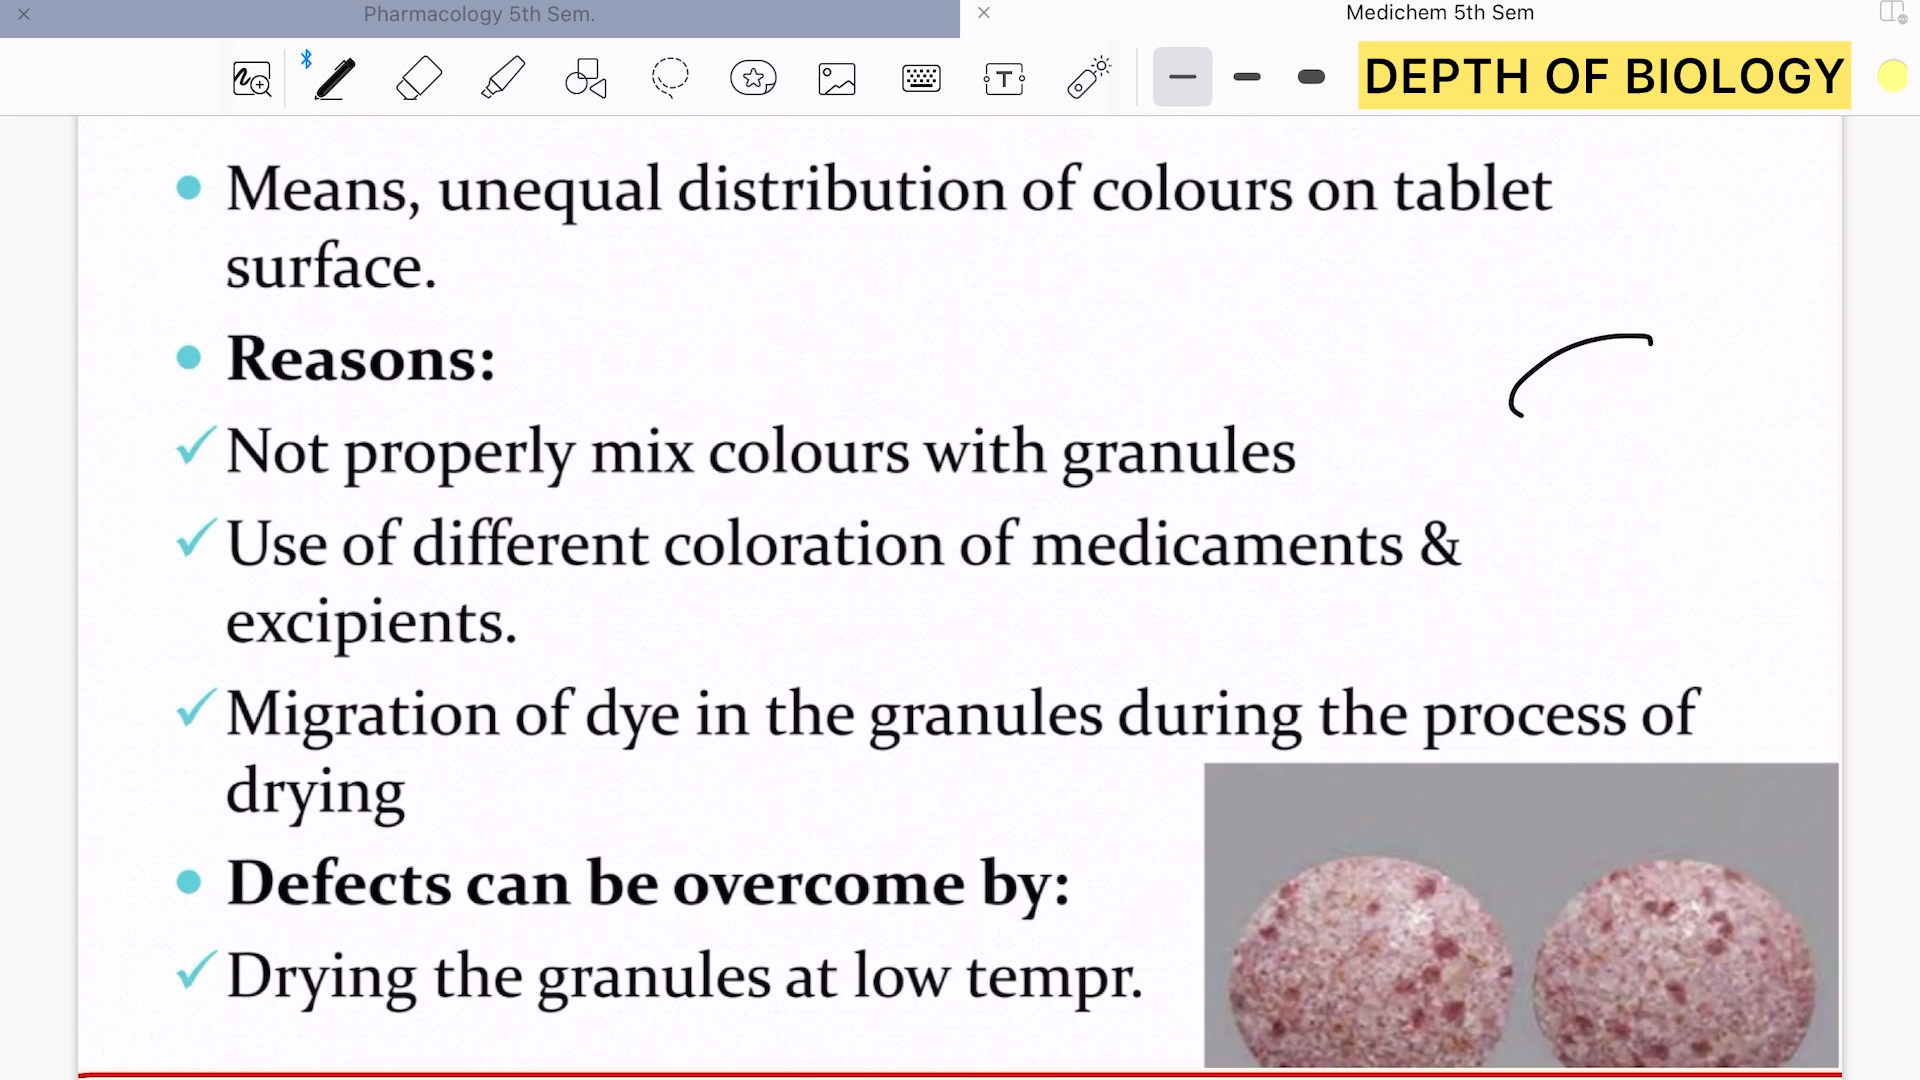 Pharmacology 5th Sem.
Medichem 5th Sem
DEPTH OF BIOLOGY
Means, unequal distribution of colours on tablet
surface.
Reasons:
Not properly mix colours with granules
Use of different coloration of medicaments &
excipients.
Migration of dye in the granules during the process of
drying
Defects can be overcome by:
Drying the granules at low tempr.